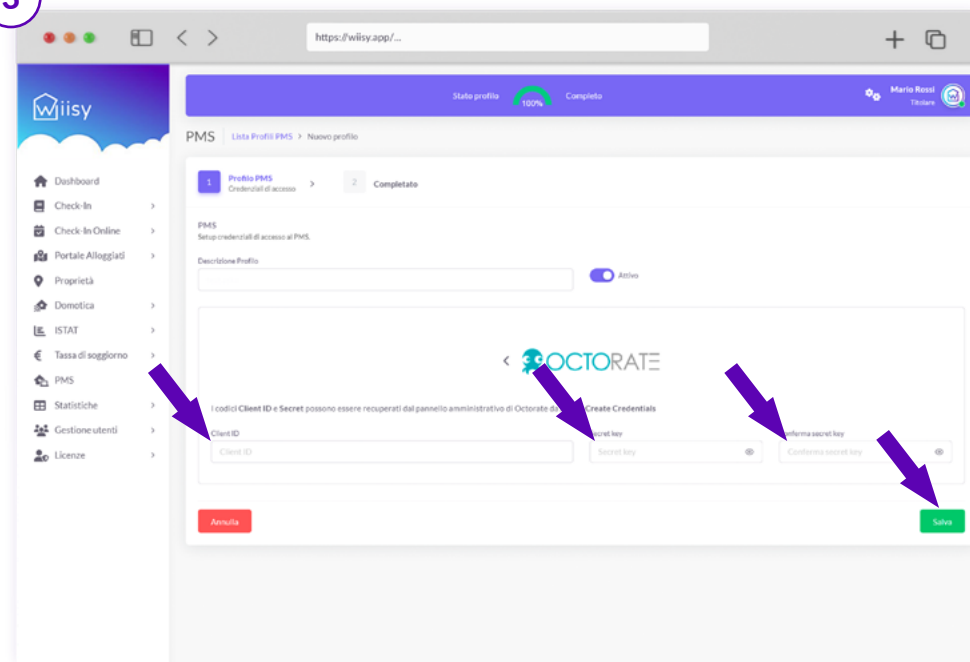 3
https://wiisy.app/...
Wiisy
Stato profilo 100% Completo
Mario Rossi
Titolare
PMS Lista Profili PMS > Nuovo profilo
Dashboard
Check-In
Check-In Online
Portale Alloggiati
Proprietà
Domotica
ISTAT
Tassa di soggiorno
PMS
Statistiche
Gestione utenti
Licenze
1 Profilo PMS
Credenziali di accesso
2 Completato
PMS
Setup credenziali di accesso al PMS.
Descrizione Profilo
Attivo
OCTORATE
I codici Client ID e Secret possono essere recuperati dal pannello amministrativo di Octorate da Create Credentials
Client ID
Client ID
Secret key
Secret key
Conferma secret key
Conferma secret key
Annulla
Salva